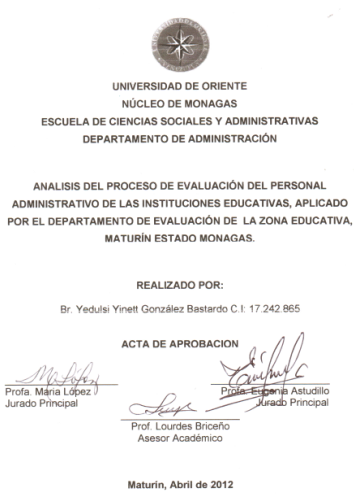 UNIVERSIDAD DE ORIENTE
NÚCLEO DE MONAGAS
ESCUELA DE CIENCIAS SOCIALES Y ADMINISTRATIVAS
DEPARTAMENTO DE ADMINISTRACIÓN
ANALISIS DEL PROCESO DE EVALUACIÓN DEL PERSONAL
ADMINISTRATIVO DE LAS INSTITUCIONES EDUCATIVAS, APLICADO
POR EL DEPARTAMENTO DE EVALUACIÓN DE LA ZONA EDUCATIVA,
MATURÍN ESTADO MONAGAS.
REALIZADO POR:
Br. Yedulsi Yinett González Bastardo C.I: 17.242.865
ACTA DE APROBACION
Profa. María López
Jurado Principal
Profa. Eugenia Astudillo
Jurado Principal
Prof. Lourdes Briceño
Asesor Académico
Maturín, Abril de 2012